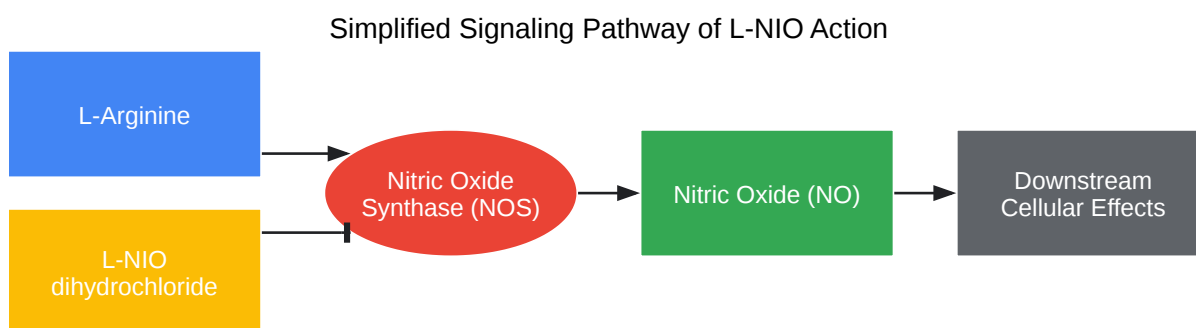 Simplified Signaling Pathway of L-NIO Action
L-Arginine
L-NIO
dihydrochloride
Nitric Oxide
Synthase (NOS)
Nitric Oxide (NO)
Downstream
Cellular Effects